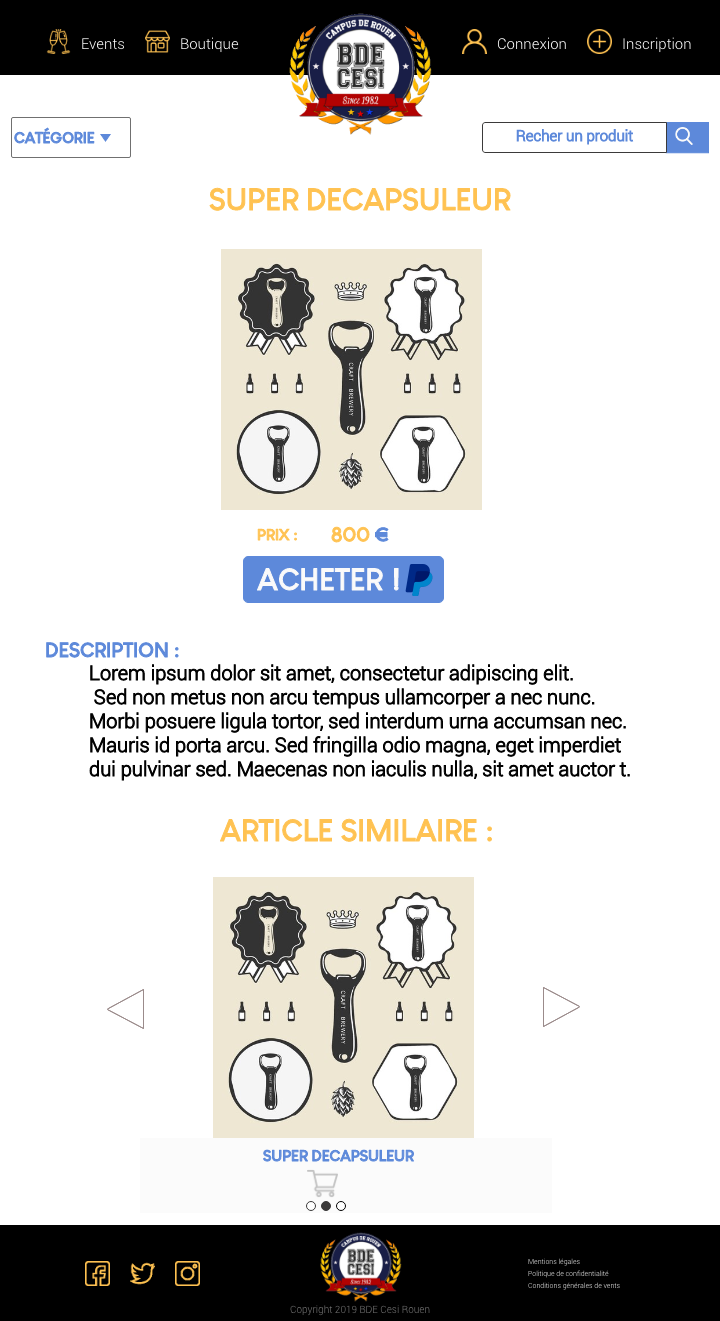 Events
Boutique
CAMPUS DE ROUEN
BDE
CESI
Since 1982
Connexion
Inscription
CATÉGORIE
Recher un produit
SUPER DECAPSULEUR
CRAFT BREWERY
PRIX :
800 €
ACHETER !
DESCRIPTION :
Lorem ipsum dolor sit amet, consectetur adipiscing elit.
Sed non metus non arcu tempus ullamcorper a nec nunc.
Morbi posuere ligula tortor, sed interdum urna accumsan nec.
Mauris id porta arcu. Sed fringilla odio magna, eget imperdiet
dui pulvinar sed. Maecenas non iaculis nulla, sit amet auctor t.
ARTICLE SIMILAIRE :
CRAFT BREWERY
SUPER DECAPSULEUR
CAMPUS DE ROUEN
BDE
CESI
Since 1982
Mentions légales
Politique de confidentialité
Conditions générales de vents
Copyright 2019 BDE Cesi Rouen